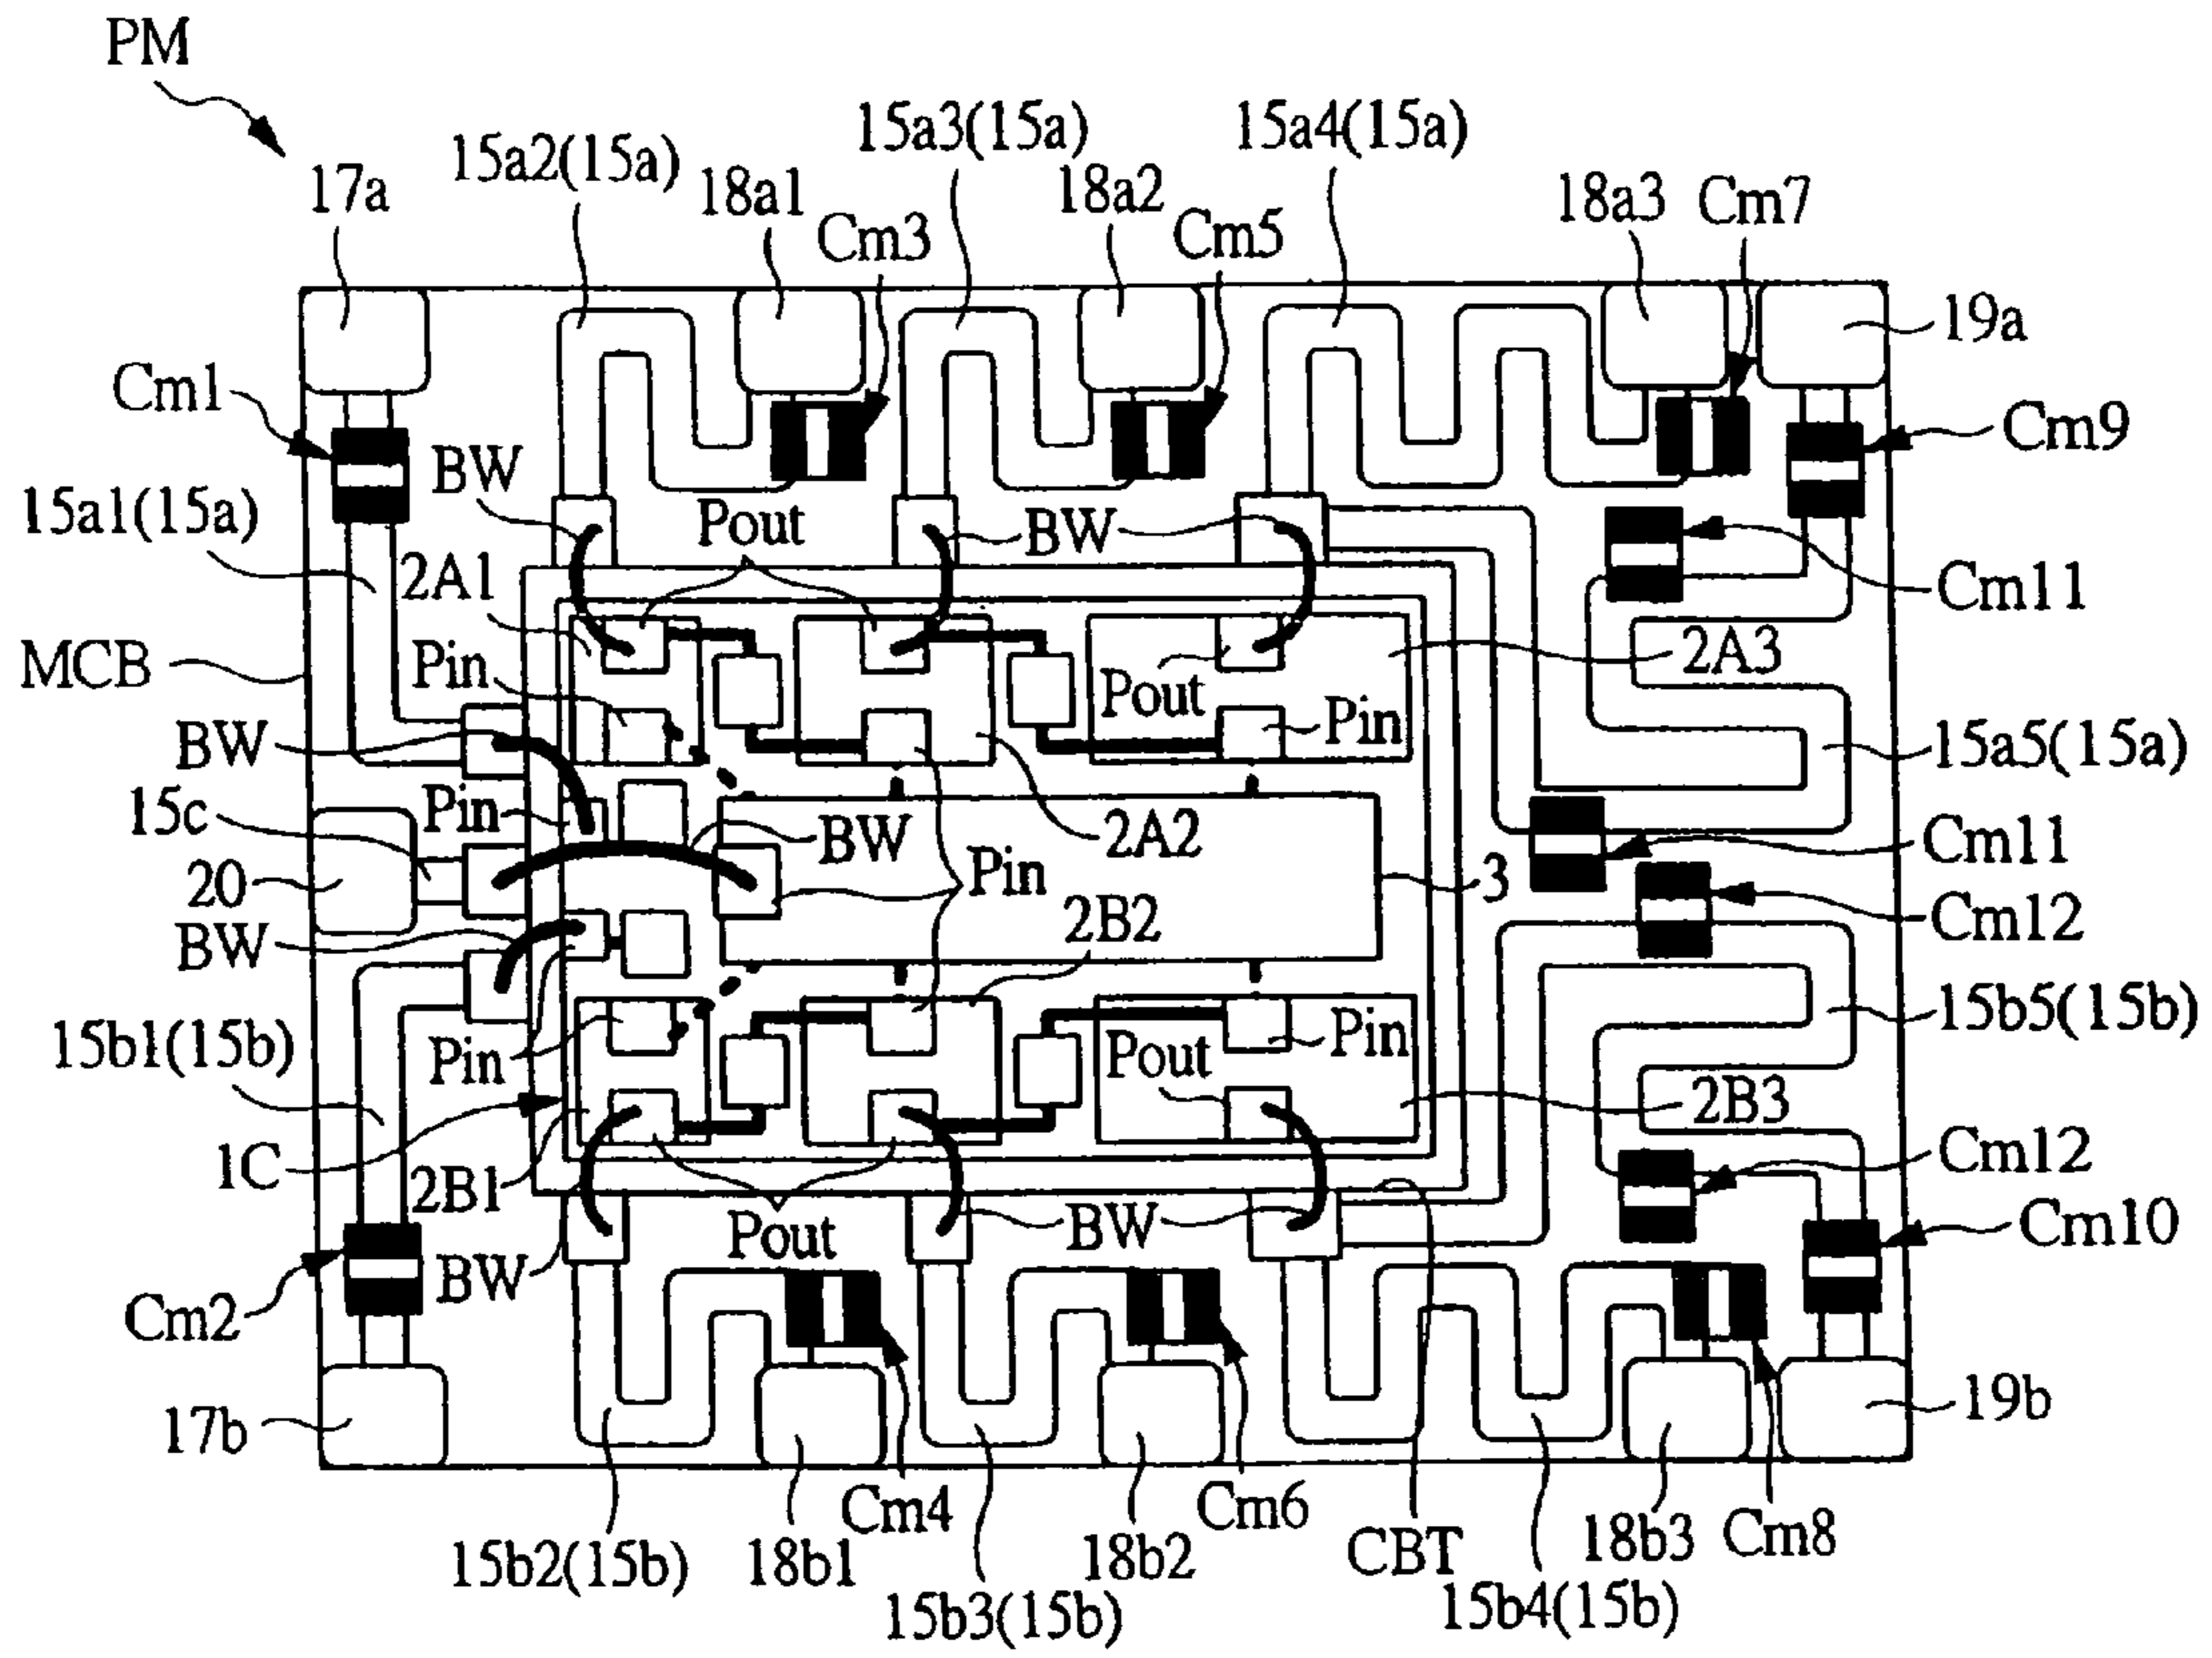 PM
15a3(15a)
15a4(15a)
15a2(15a)
17a
18a1
18a2
18a3
Cm7
Cm3
Cm5
19a
Cm1
Cm9
BW
15a1(15a)
Pout
BW
2A1
Cm11
MCB
Pin
2A3
Pout
Pin
BW
15a5(15a)
15c
Pin
BW
2A2
Cm11
20
Pin
3
BW
2B2
Cm12
15b1(15b)
Pin
Pout
Pin
15b5(15b)
2B3
1C
2B1
Cm12
Pout
BW
Cm10
BW
Cm2
17b
19b
Cm4
Cm6
15b2(15b)
18b1
18b2
CBT
18b3
Cm8
15b3(15b)
15b4(15b)